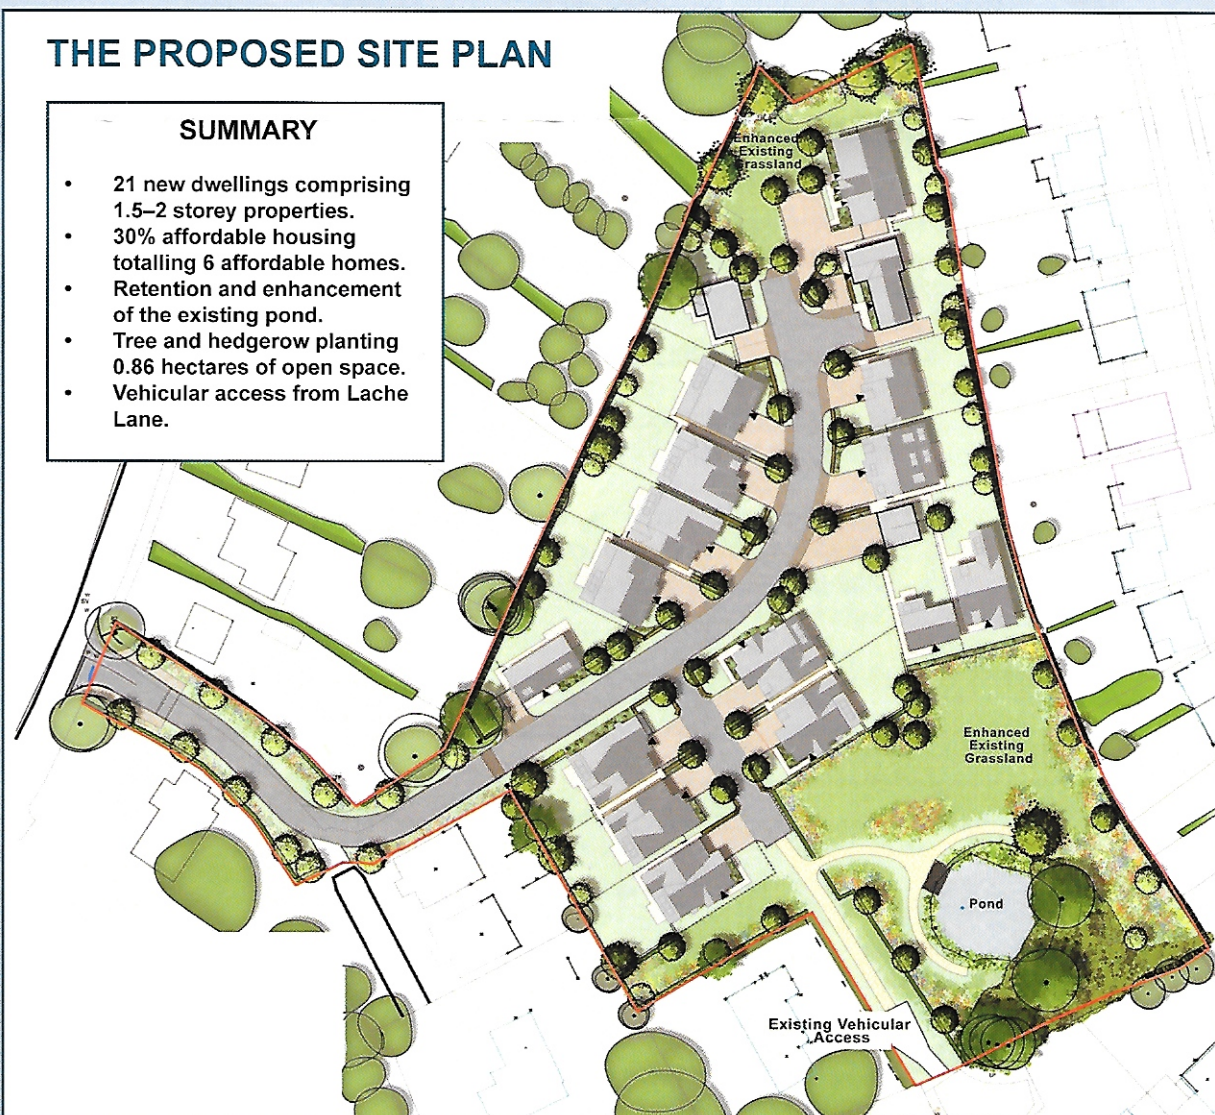 THE PROPOSED SITE PLAN
SUMMARY
• 21 new dwellings comprising
1.5–2 storey properties.
• 30% affordable housing
totalling 6 affordable homes.
• Retention and enhancement
of the existing pond.
• Tree and hedgerow planting
0.86 hectares of open space.
• Vehicular access from Lache
Lane.
Enhanced
Existing
Grassland
Enhanced
Existing
Grassland
Pond
Existing Vehicular
Access